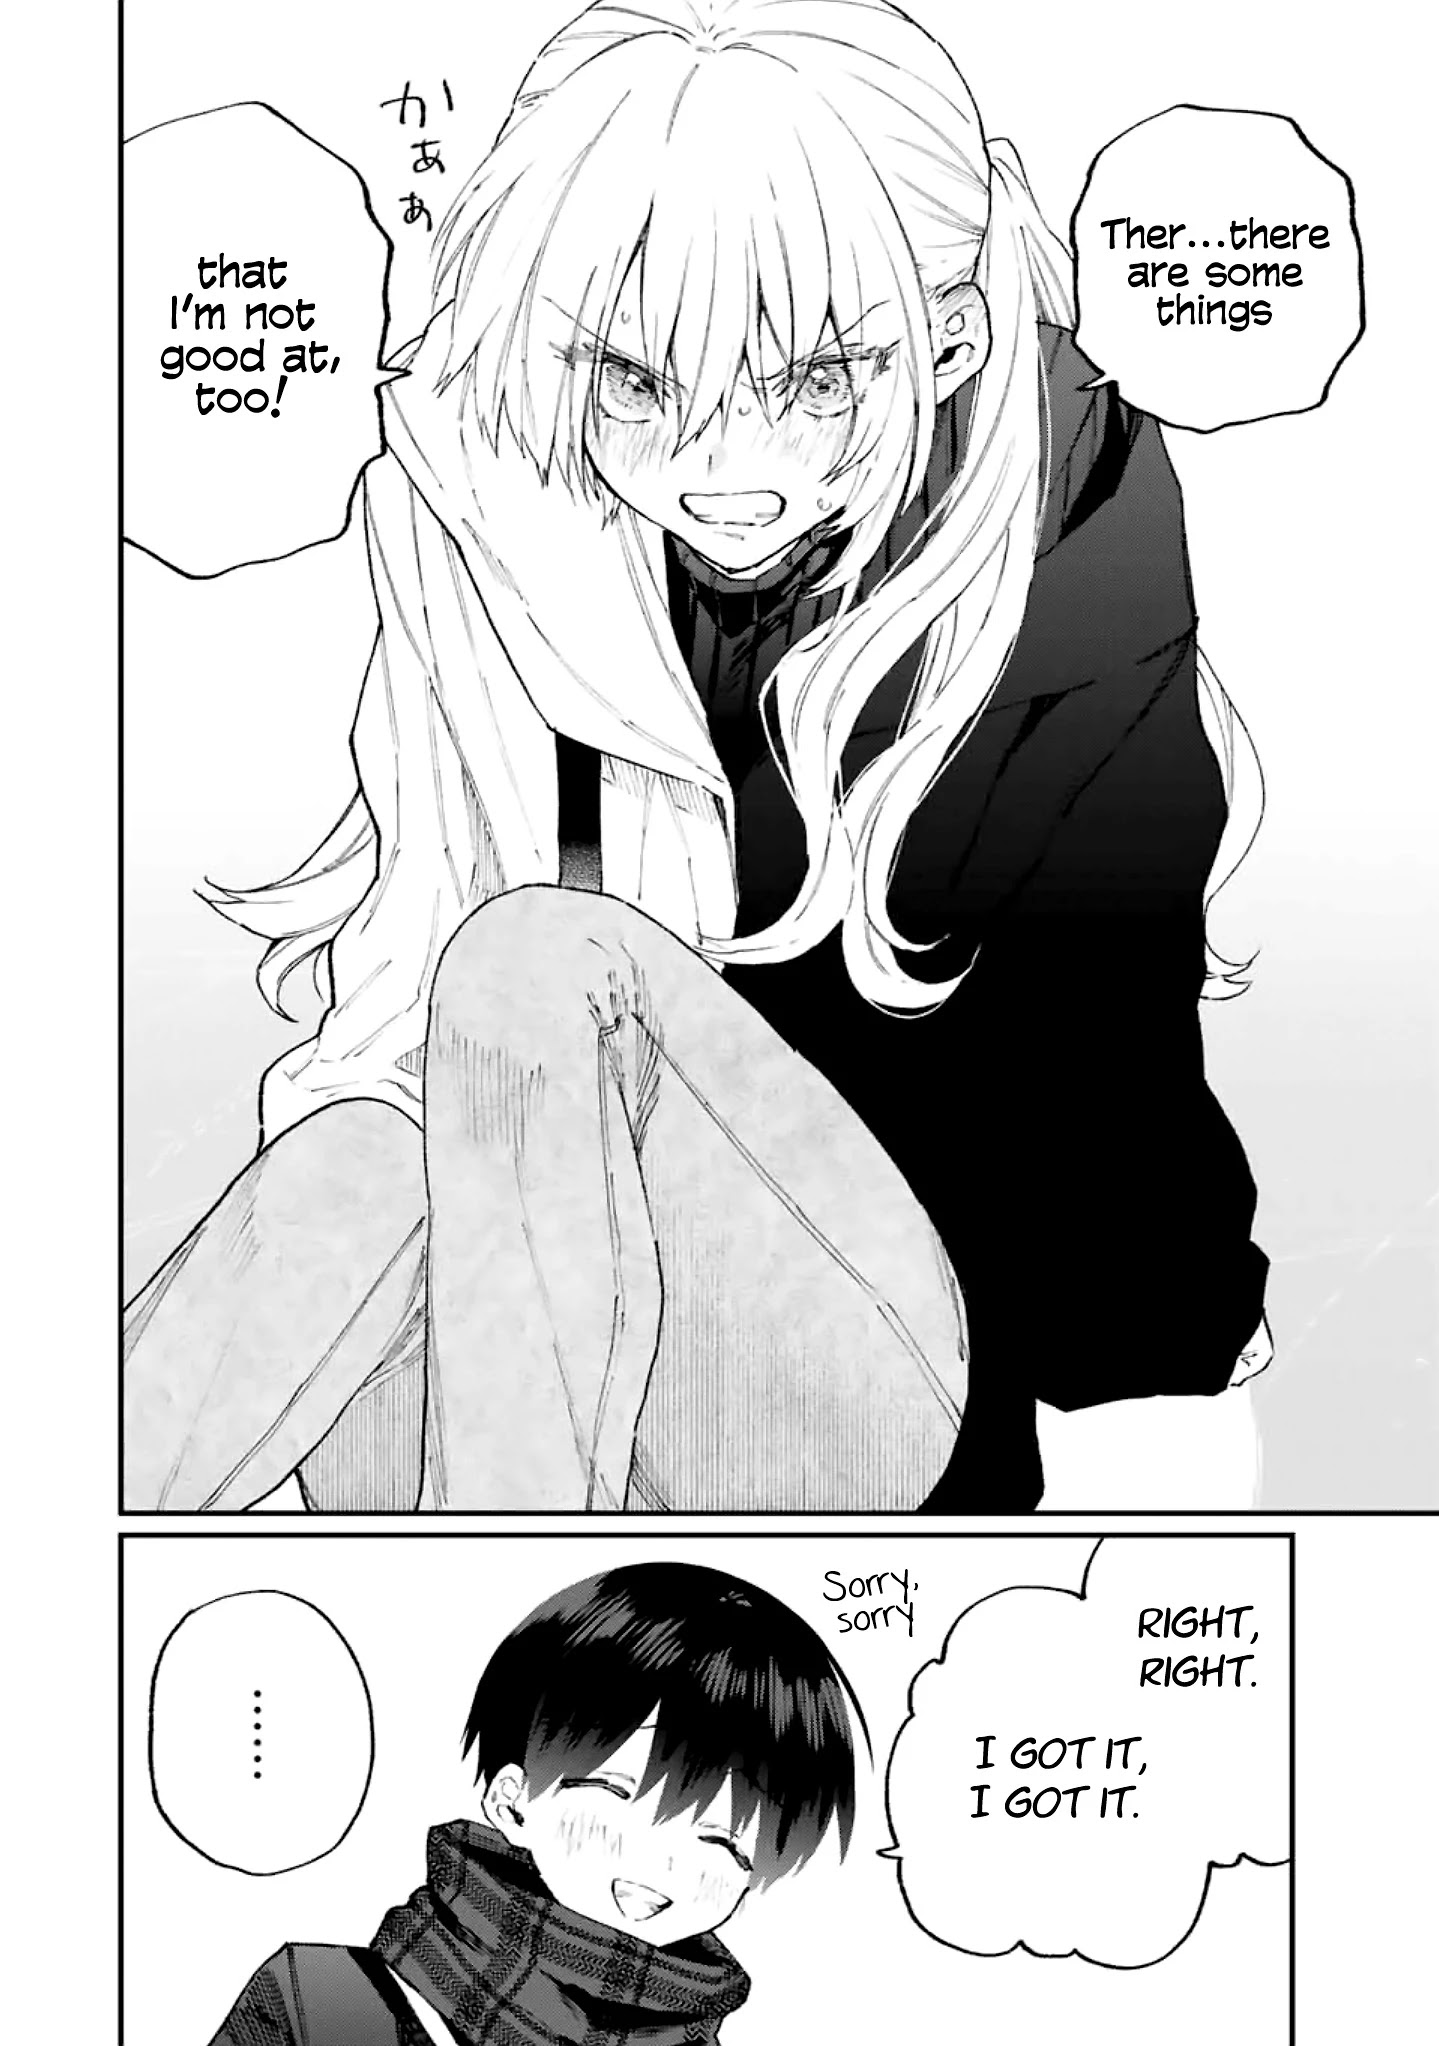 Ther...there
are some
things
かぁぁ
that
I'm not
good at,
too!
RIGHT,
RIGHT.
I GOT IT,
I GOT IT.
Sorry,
sorry
......